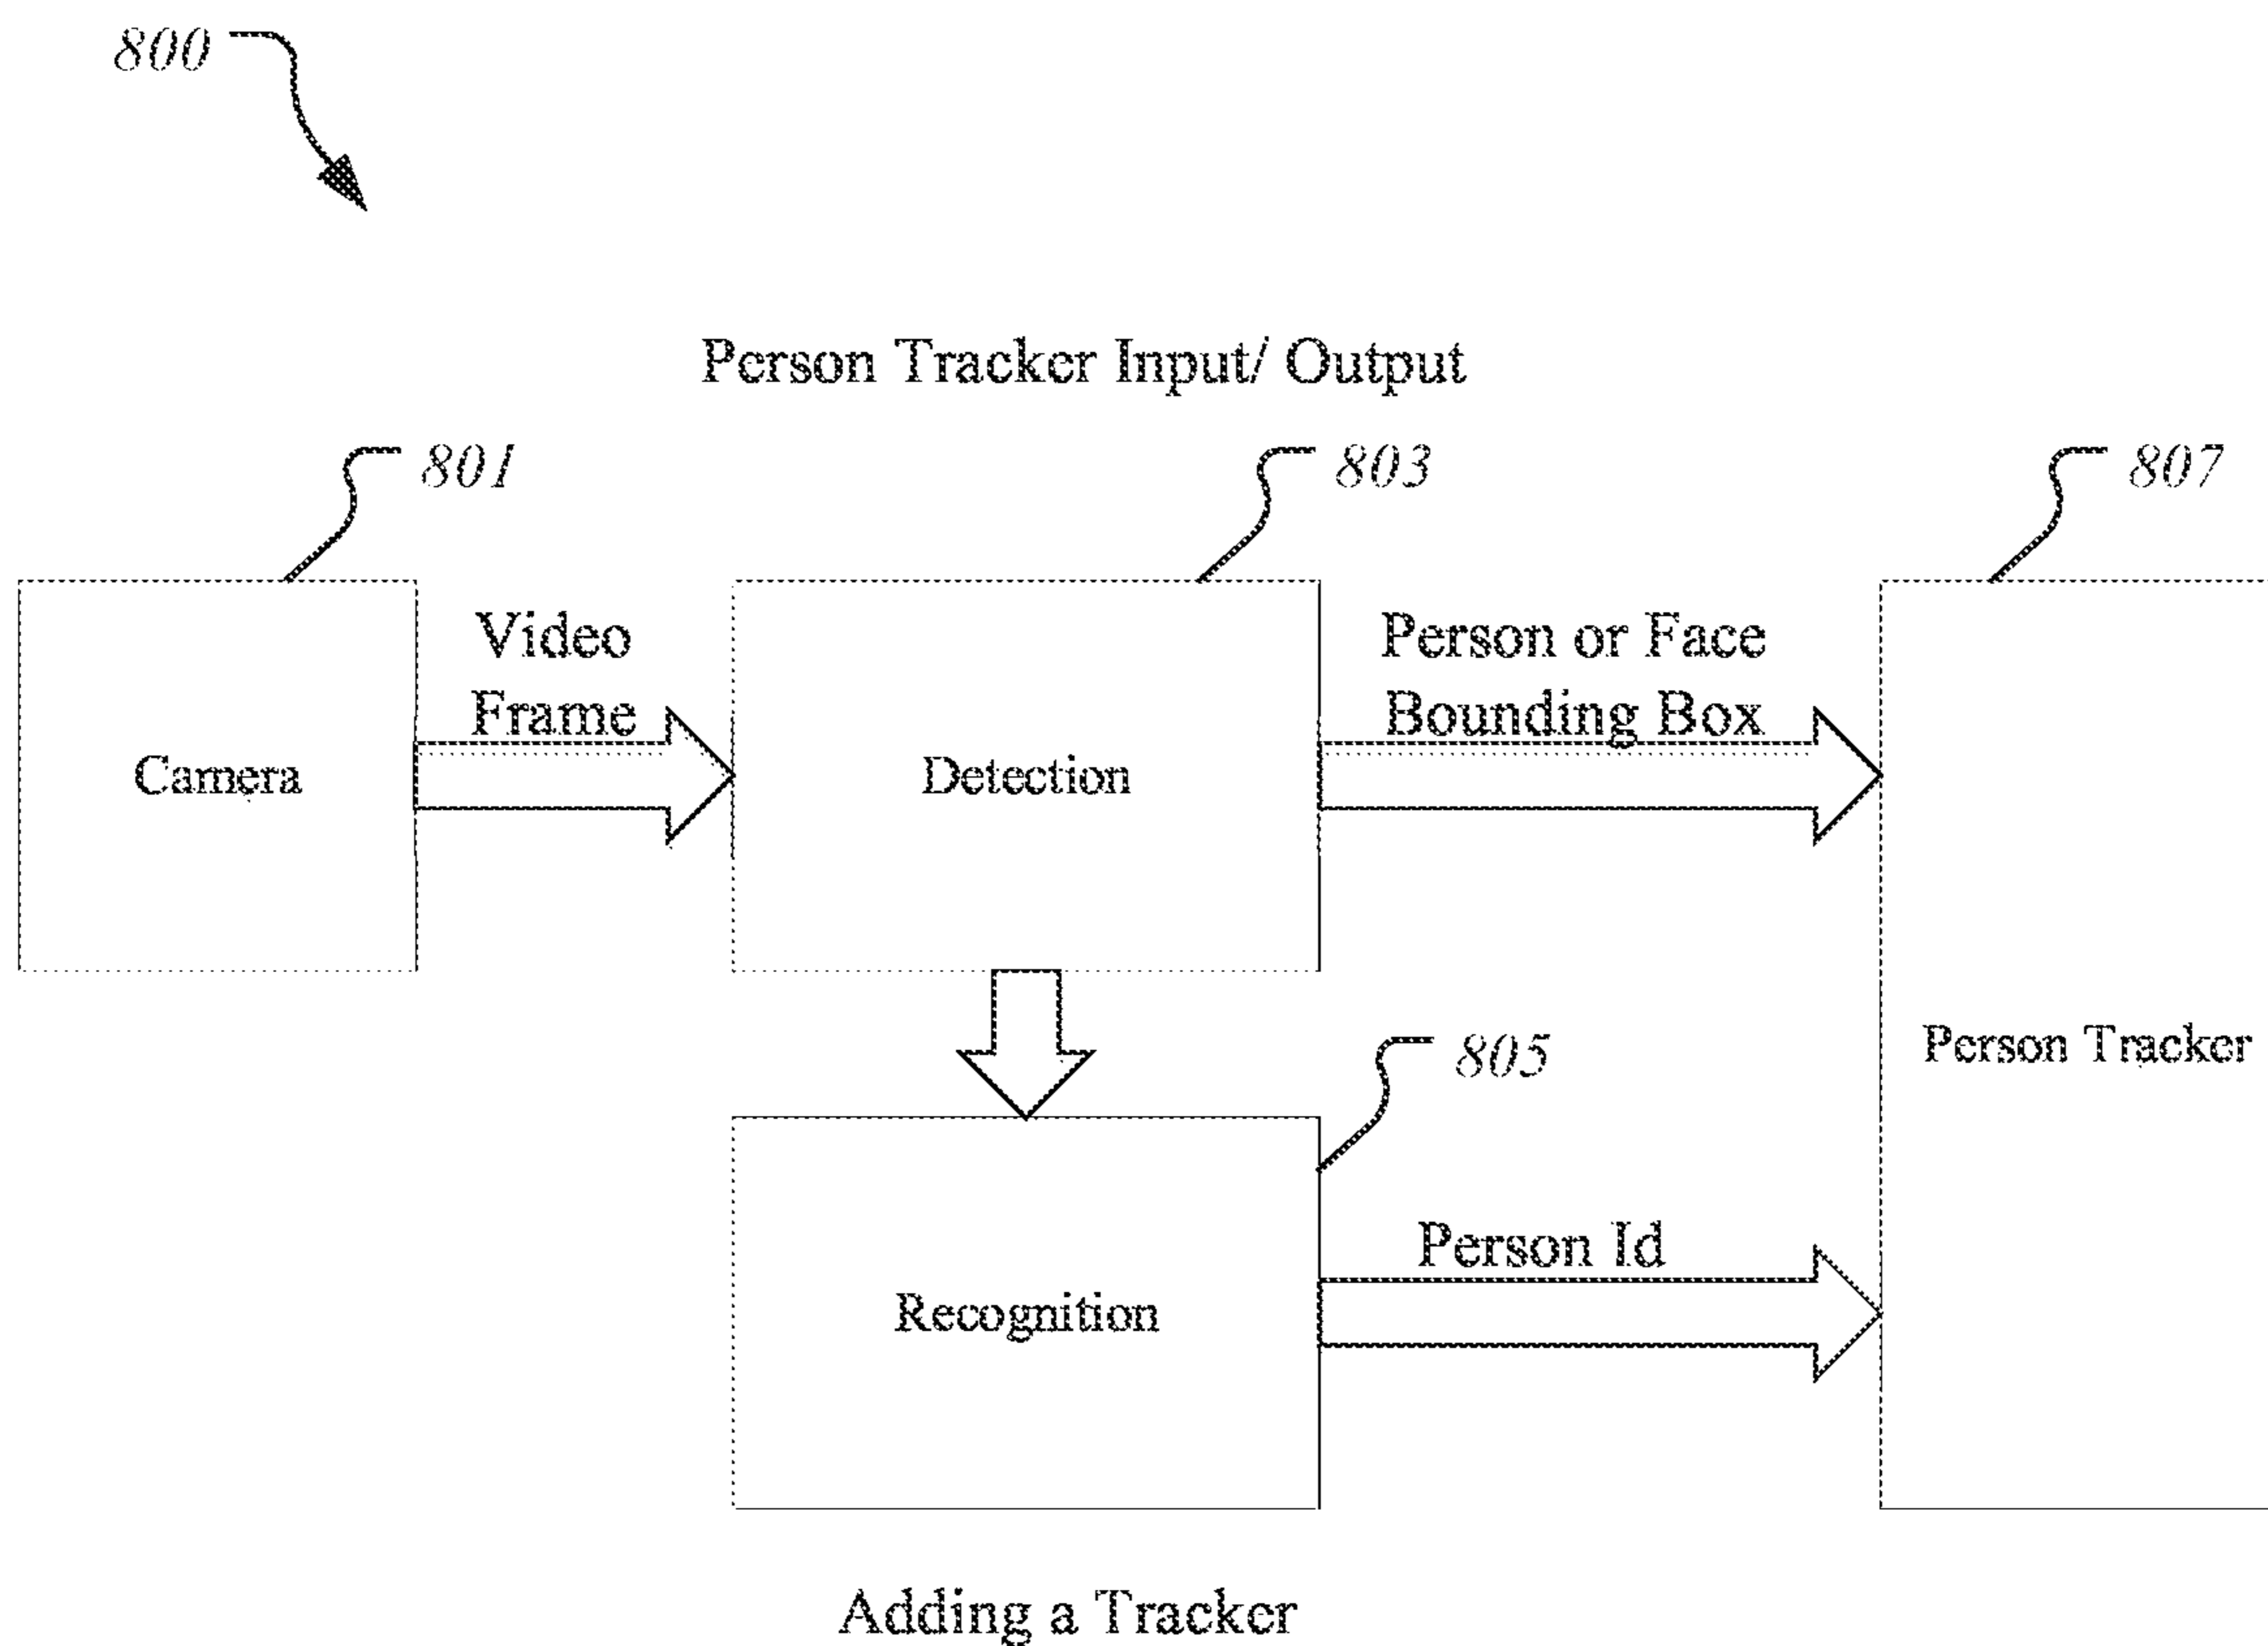 800
Person Tracker Input/ Output
801
803
807
Video
Frame
Person or Face
Bounding Box
Camera
Detection
Person Tracker
805
Person Id
Recognition
Adding a Tracker